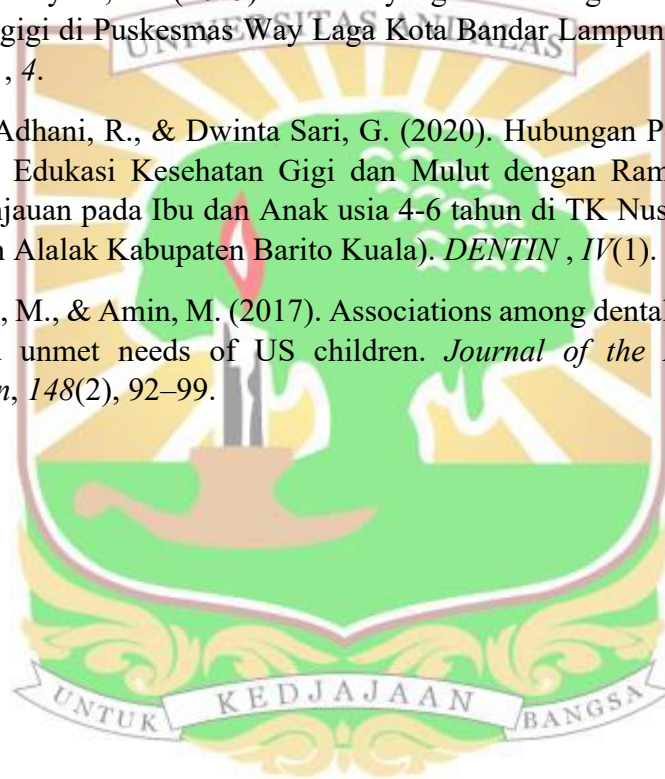 gigi di Puskesmas Way Laga Kota Bandar Lampun
UNIVERSITAS ANDALAS
, 4.
Adhani, R., & Dwinta Sari, G. (2020). Hubungan P
Edukasi Kesehatan Gigi dan Mulut dengan Ram
njauan pada Ibu dan Anak usia 4-6 tahun di TK Nus
n Alalak Kabupaten Barito Kuala). DENTIN , IV(1).
, M., & Amin, M. (2017). Associations among dental
unmet needs of US children. Journal of the
n, 148(2), 92–99.
UNTUK KEDJAJAAN BANGSA